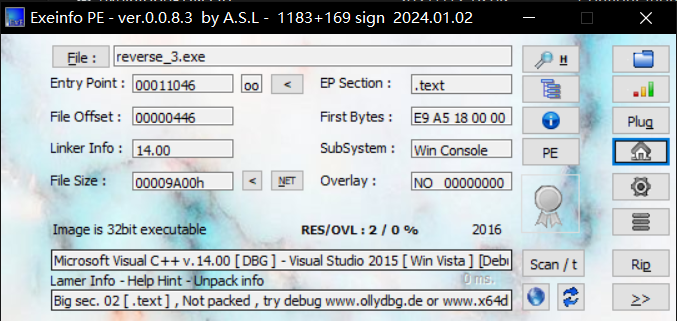 Exeinfo PE - ver.0.0.8.3 by A.S.L - 1183+169 sign 2024.01.02
File : reverse_3.exe H
Entry Point : 00011046 oo < EP Section : .text
File Offset : 00000446 First Bytes : E9 A5 18 00 00 Plug
Linker Info : 14.00 SubSystem : Win Console PE
File Size : 00009A00h < NET Overlay : NO 00000000
Image is 32bit executable RES/OVL : 2 / 0 % 2016
Microsoft Visual C++ v.14.00 [ DBG ] - Visual Studio 2015 [ Win Vista ] [Debu Scan / t Rip
Lamer Info - Help Hint - Unpack info 0 ms.
Big sec. 02 [ .text ] , Not packed , try debug www.ollydbg.de or www.x64d >>